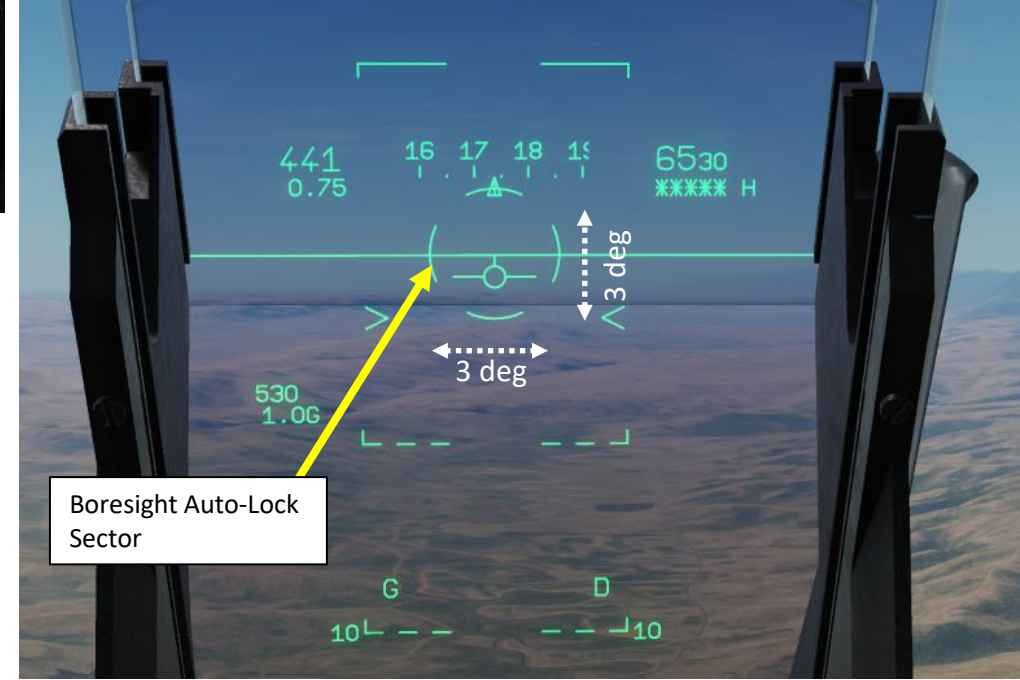 16 17 18 19
441
0.75
6530
***** H
3 deg
3 deg
530
1.0G
Boresight Auto-Lock
Sector
G D
10 10